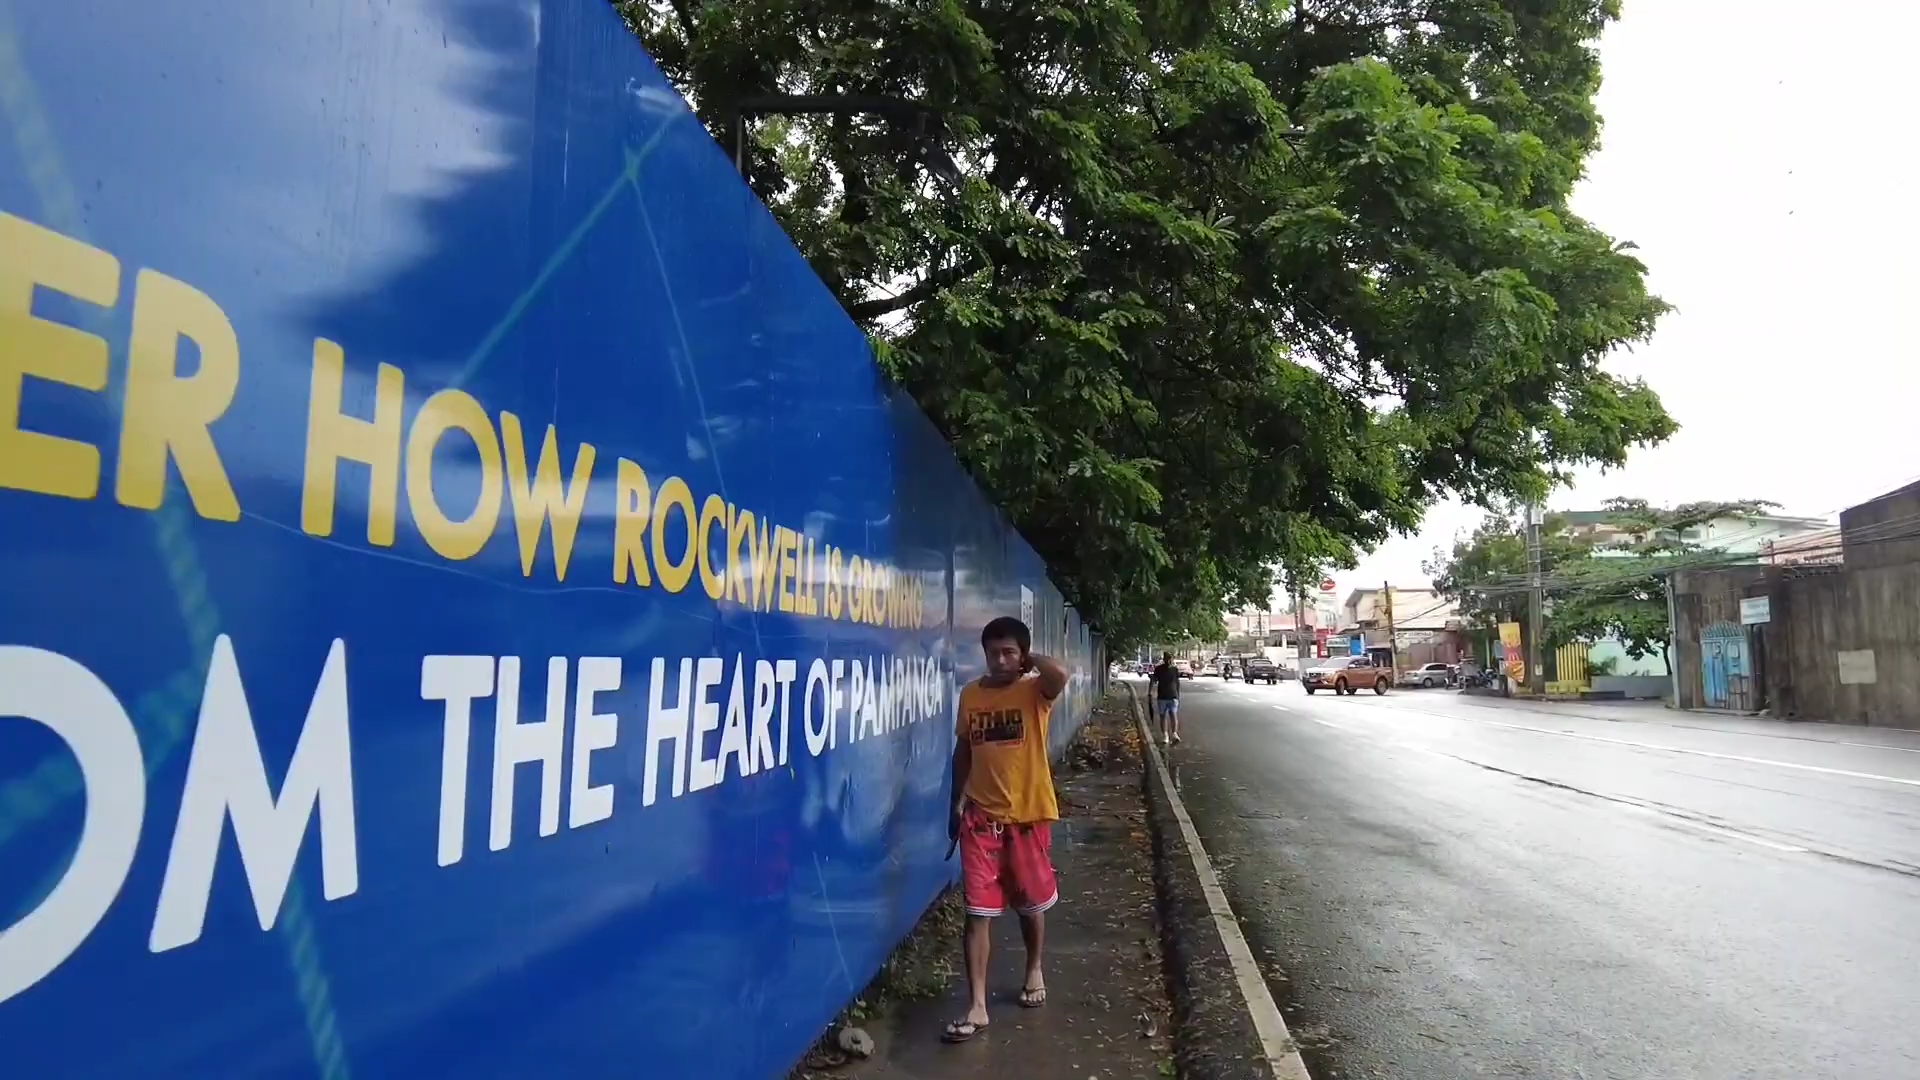 ER HOW ROCKWELL IS GROWING
OM THE HEART OF PAMPANGA